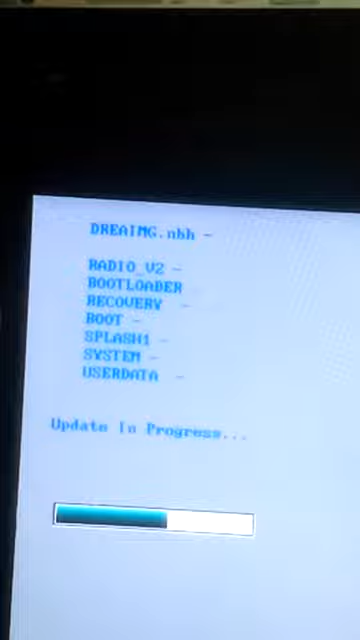 DREAIMG.nbh -
RADIO_V2 -
BOOTLOADER
RECOVERY -
BOOT -
SPLASH1 -
SYSTEM -
USERDATA -
Update in Progress...